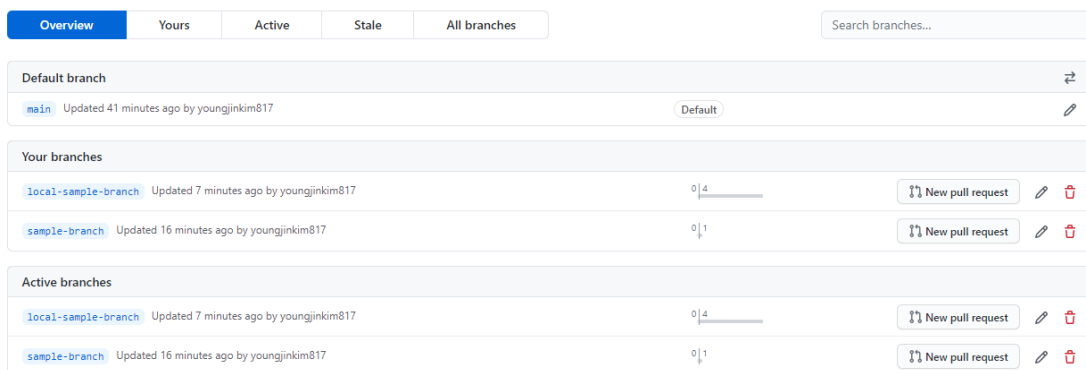 Overview Yours Active Stale All branches Search branches...
Default branch
main Updated 41 minutes ago by youngjinkim817 Default
Your branches
local-sample-branch Updated 7 minutes ago by youngjinkim817 0 4 New pull request
sample-branch Updated 16 minutes ago by youngjinkim817 0 1 New pull request
Active branches
local-sample-branch Updated 7 minutes ago by youngjinkim817 0 4 New pull request
sample-branch Updated 16 minutes ago by youngjinkim817 0 1 New pull request